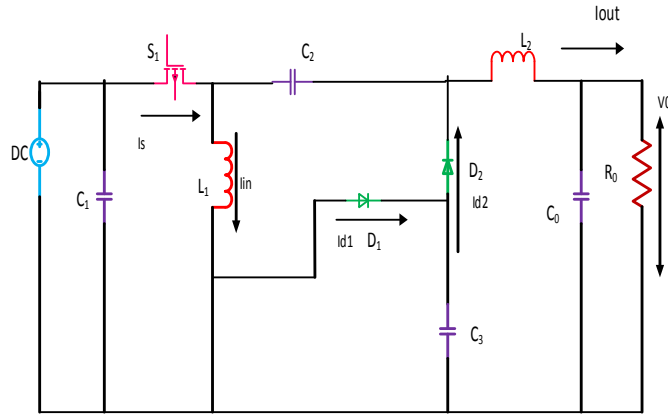 Iout
S₁
C₂
L₂
Is
V0
DC
C₁
L₁
Iin
D₂
Id2
R₀
C₀
Id1
D₁
C₃